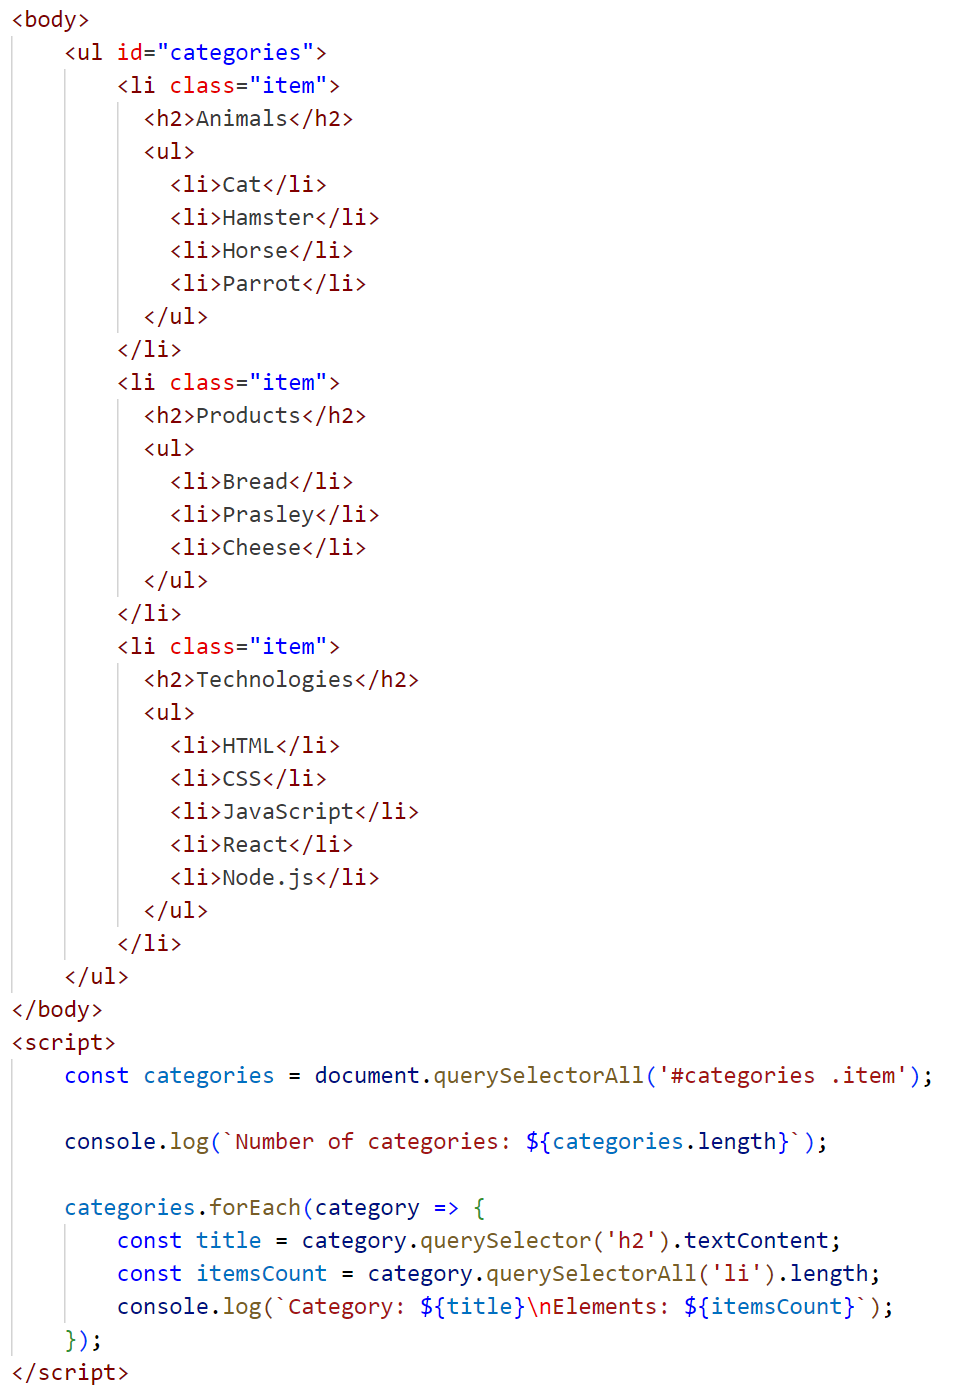 <body>
    <ul id="categories">
        <li class="item">
          <h2>Animals</h2>
          <ul>
            <li>Cat</li>
            <li>Hamster</li>
            <li>Horse</li>
            <li>Parrot</li>
          </ul>
        </li>
        <li class="item">
          <h2>Products</h2>
          <ul>
            <li>Bread</li>
            <li>Prasley</li>
            <li>Cheese</li>
          </ul>
        </li>
        <li class="item">
          <h2>Technologies</h2>
          <ul>
            <li>HTML</li>
            <li>CSS</li>
            <li>JavaScript</li>
            <li>React</li>
            <li>Node.js</li>
          </ul>
        </li>
    </ul>
</body>
<script>
    const categories = document.querySelectorAll('#categories .item');

    console.log(`Number of categories: ${categories.length}`);

    categories.forEach(category => {
        const title = category.querySelector('h2').textContent;
        const itemsCount = category.querySelectorAll('li').length;
        console.log(`Category: ${title}\nElements: ${itemsCount}`);
    });
</script>